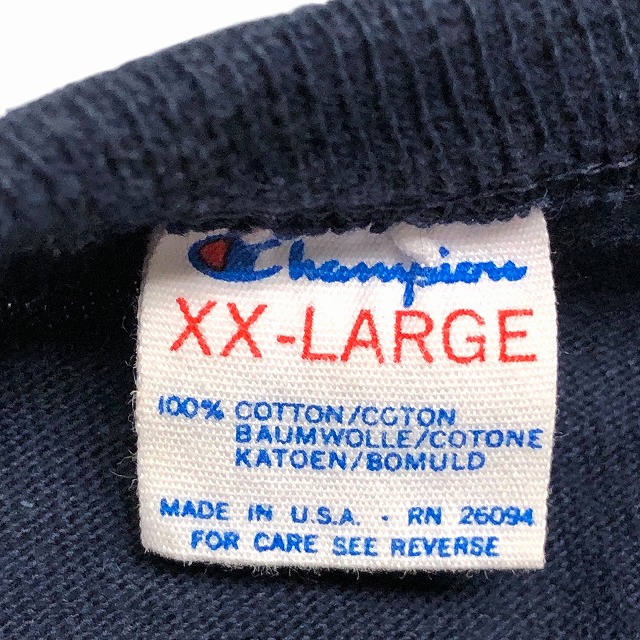 Champion
XX-LARGE
100% COTTON/COTON
BAUMWOLLE/COTONE
KATOEN/BOMULD
MADE IN U.S.A. - RN 26094
FOR CARE SEE REVERSE